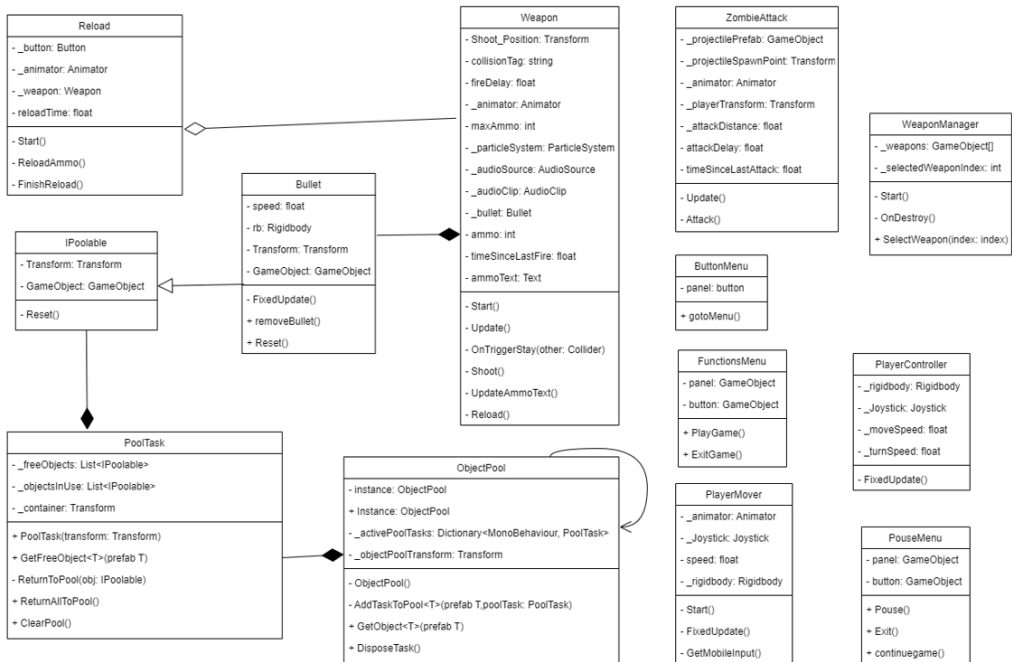 Reload
- _button: Button
- _animator: Animator
- _weapon: Weapon
- reloadTime: float
- Start()
- ReloadAmmo()
- FinishReload()
Weapon
- Shoot_Position: Transform
- collisionTag: string
- fireDelay: float
- _animator: Animator
- maxAmmo: int
- _particleSystem: ParticleSystem
- _audioSource: AudioSource
- _audioClip: AudioClip
- _bullet: Bullet
- ammo: int
- timeSinceLastFire: float
- ammoText: Text
- Start()
- Update()
- OnTriggerStay(other: Collider)
- Shoot()
- UpdateAmmoText()
- Reload()
ZombieAttack
- _projectilePrefab: GameObject
- _projectileSpawnPoint: Transform
- _animator: Animator
- _playerTransform: Transform
- _attackDistance: float
- attackDelay: float
- timeSinceLastAttack: float
- Update()
- Attack()
WeaponManager
- _weapons: GameObject[]
- _selectedWeaponIndex: int
- Start()
- OnDestroy()
+ SelectWeapon(index: index)
Bullet
- speed: float
- rb: Rigidbody
- Transform: Transform
- GameObject: GameObject
- FixedUpdate()
+ removeBullet()
+ Reset()
IPoolable
- Transform: Transform
- GameObject: GameObject
- Reset()
ButtonMenu
- panel: button
+ gotoMenu()
FunctionsMenu
- panel: GameObject
- button: GameObject
+ PlayGame()
+ ExitGame()
PlayerController
- _rigidbody: Rigidbody
- _Joystick: Joystick
- _moveSpeed: float
- _turnSpeed: float
- FixedUpdate()
PoolTask
- _freeObjects: List<IPoolable>
- _objectsInUse: List<IPoolable>
- _container: Transform
+ PoolTask(transform: Transform)
+ GetFreeObject<T>(prefab T)
- ReturnToPool(obj: IPoolable)
+ ReturnAllToPool()
+ ClearPool()
ObjectPool
- instance: ObjectPool
+ Instance: ObjectPool
- _activePoolTasks: Dictionary<MonoBehaviour, PoolTask>
- _objectPoolTransform: Transform
- ObjectPool()
- AddTaskToPool<T>(prefab T,poolTask: PoolTask)
+ GetObject<T>(prefab T)
+ DisposeTask()
PlayerMover
- _animator: Animator
- _Joystick: Joystick
- speed: float
- _rigidbody: Rigidbody
- Start()
- FixedUpdate()
- GetMobileInput()
PouseMenu
- panel: GameObject
- button: GameObject
+ Pouse()
+ Exit()
+ continuegame()